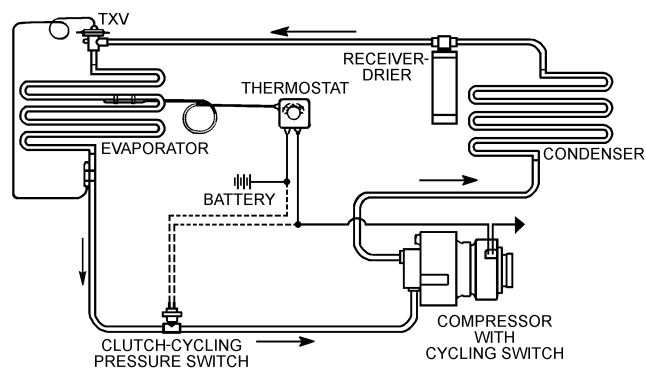 TXV
RECEIVER-
DRIER
THERMOSTAT
EVAPORATOR
CONDENSER
BATTERY
CLUTCH-CYCLING
PRESSURE SWITCH
COMPRESSOR
WITH
CYCLING SWITCH